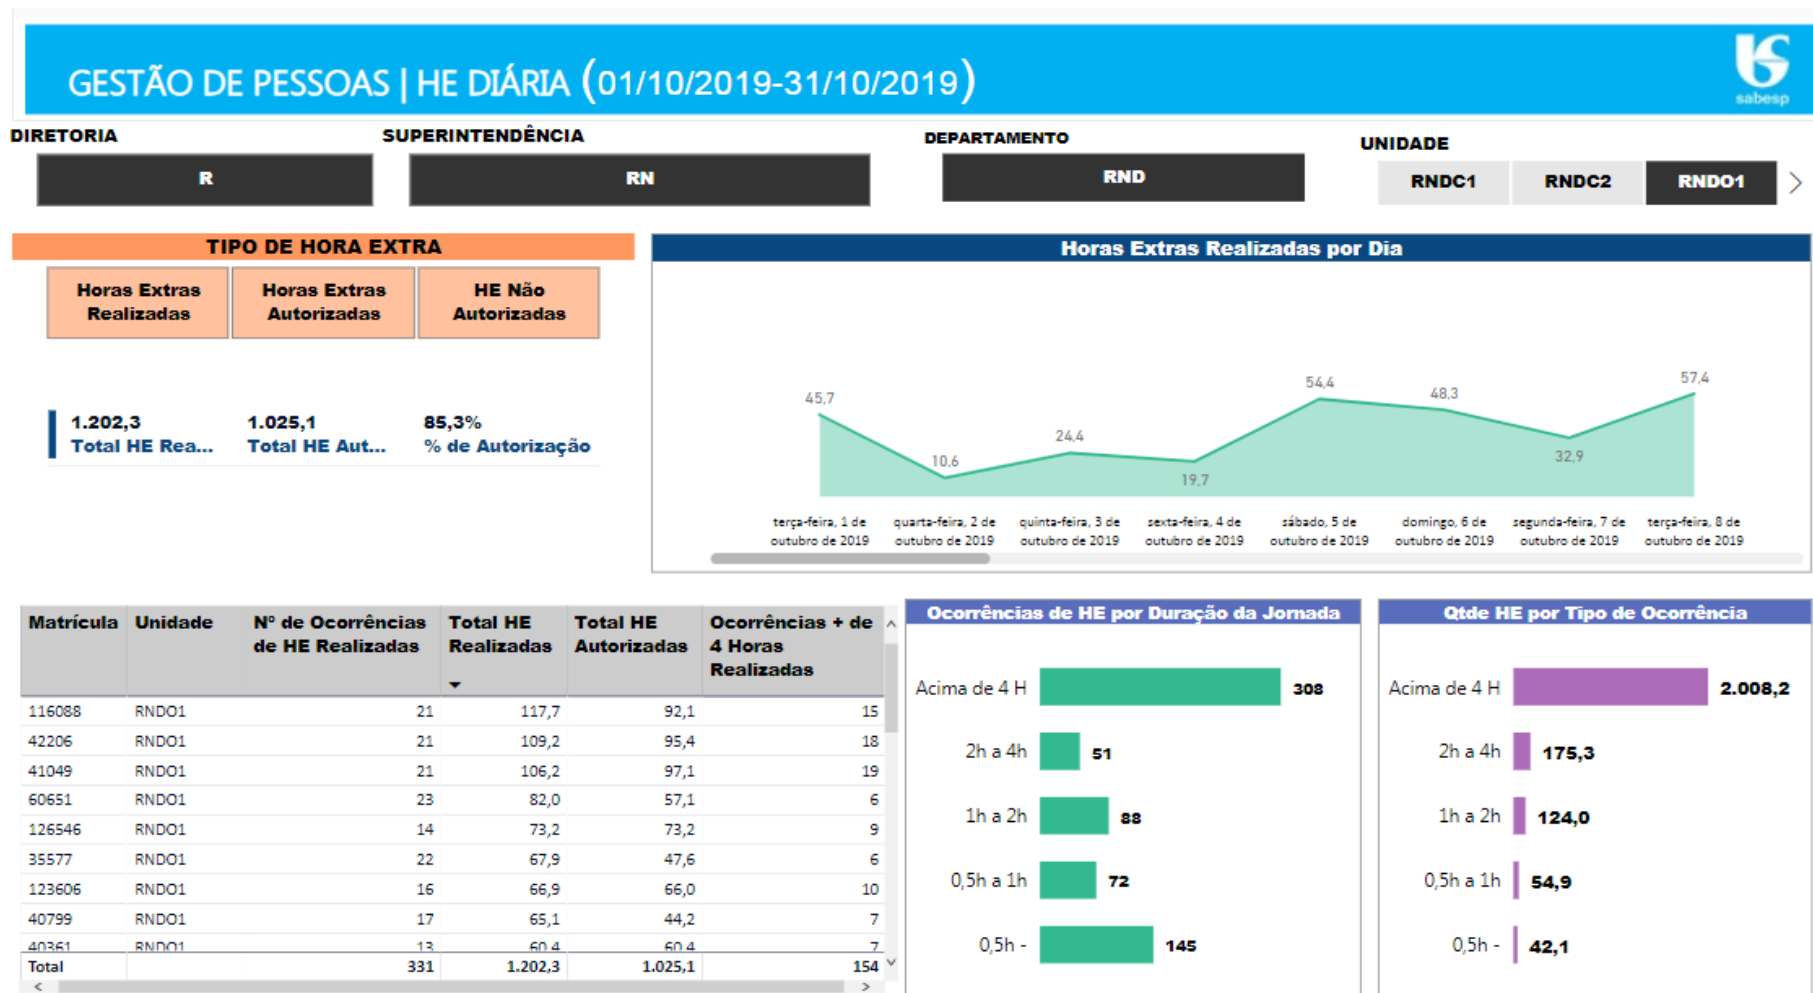 GESTÃO DE PESSOAS | HE DIÁRIA (01/10/2019-31/10/2019)
sabesp
DIRETORIA
SUPERINTENDÊNCIA
DEPARTAMENTO
UNIDADE
R
RN
RND
RNDC1 RNDC2 RNDO1
TIPO DE HORA EXTRA
Horas Extras Realizadas
Horas Extras Autorizadas
HE Não Autorizadas
1.202,3 1.025,1 85,3%
Total HE Rea... Total HE Aut... % de Autorização
Horas Extras Realizadas por Dia
45,7 10,6 24,4 19,7 54,4 48,3 32,9 57,4
terça-feira, 1 de outubro de 2019
quarta-feira, 2 de outubro de 2019
quinta-feira, 3 de outubro de 2019
sexta-feira, 4 de outubro de 2019
sábado, 5 de outubro de 2019
domingo, 6 de outubro de 2019
segunda-feira, 7 de outubro de 2019
terça-feira, 8 de outubro de 2019
Matrícula Unidade Nº de Ocorrências de HE Realizadas Total HE Realizadas Total HE Autorizadas Ocorrências + de 4 Horas Realizadas
116088 RNDO1 21 117,7 92,1 15
42206 RNDO1 21 109,2 95,4 18
41049 RNDO1 21 106,2 97,1 19
60651 RNDO1 23 82,0 57,1 6
126546 RNDO1 14 73,2 73,2 9
35577 RNDO1 22 67,9 47,6 6
123606 RNDO1 16 66,9 66,0 10
40799 RNDO1 17 65,1 44,2 7
40361 RNDO1 13 60,4 60,4 7
Total 331 1.202,3 1.025,1 154
Ocorrências de HE por Duração da Jornada
Acima de 4 H 308
2h a 4h 51
1h a 2h 88
0,5h a 1h 72
0,5h - 145
Qtde HE por Tipo de Ocorrência
Acima de 4 H 2.008,2
2h a 4h 175,3
1h a 2h 124,0
0,5h a 1h 54,9
0,5h - 42,1